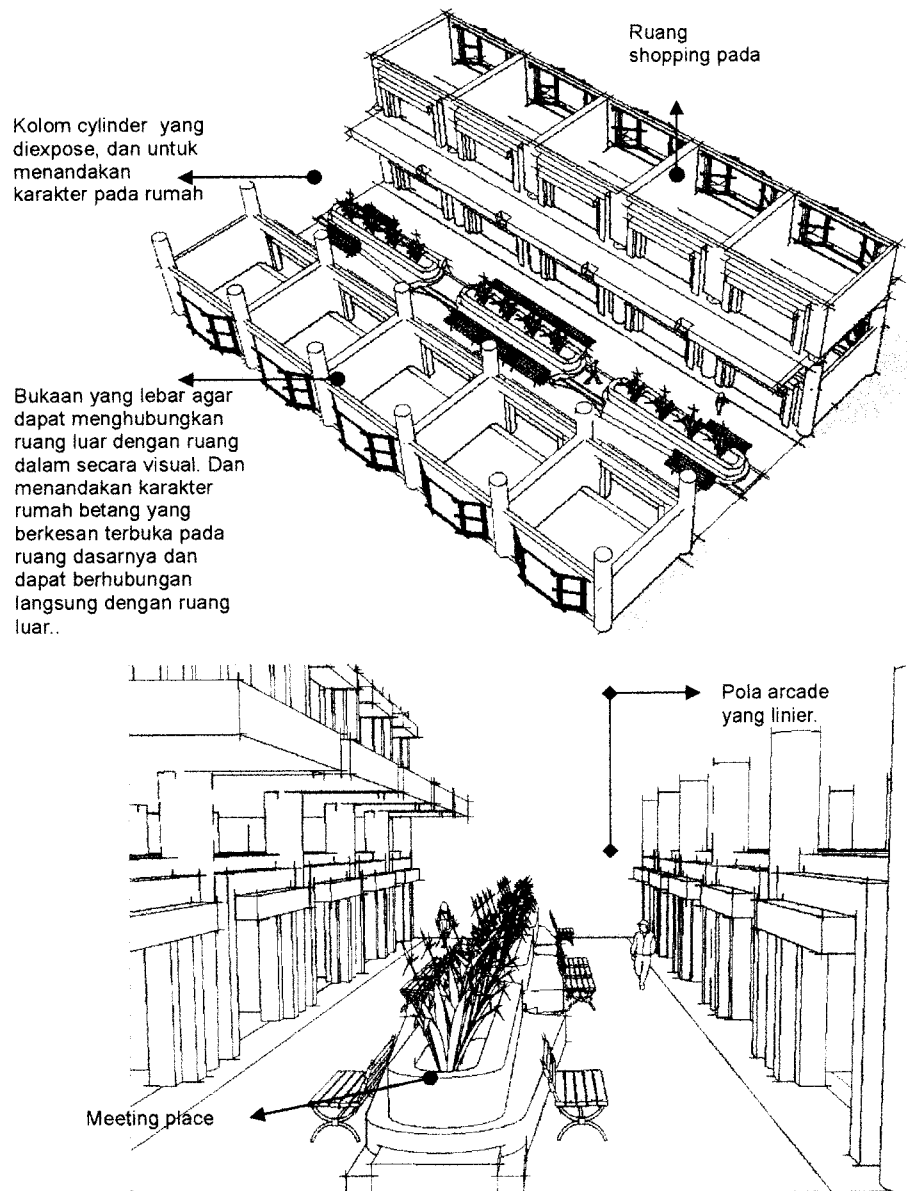 Ruang
shopping pada
Kolom cylinder yang
diexpose, dan untuk
menandakan
karakter pada rumah
Bukaan yang lebar agar
dapat menghubungkan
ruang luar dengan ruang
dalam secara visual. Dan
menandakan karakter
rumah betang yang
berkesan terbuka pada
ruang dasarnya dan
dapat berhubungan
langsung dengan ruang
luar..
Pola arcade
yang linier.
Meeting place